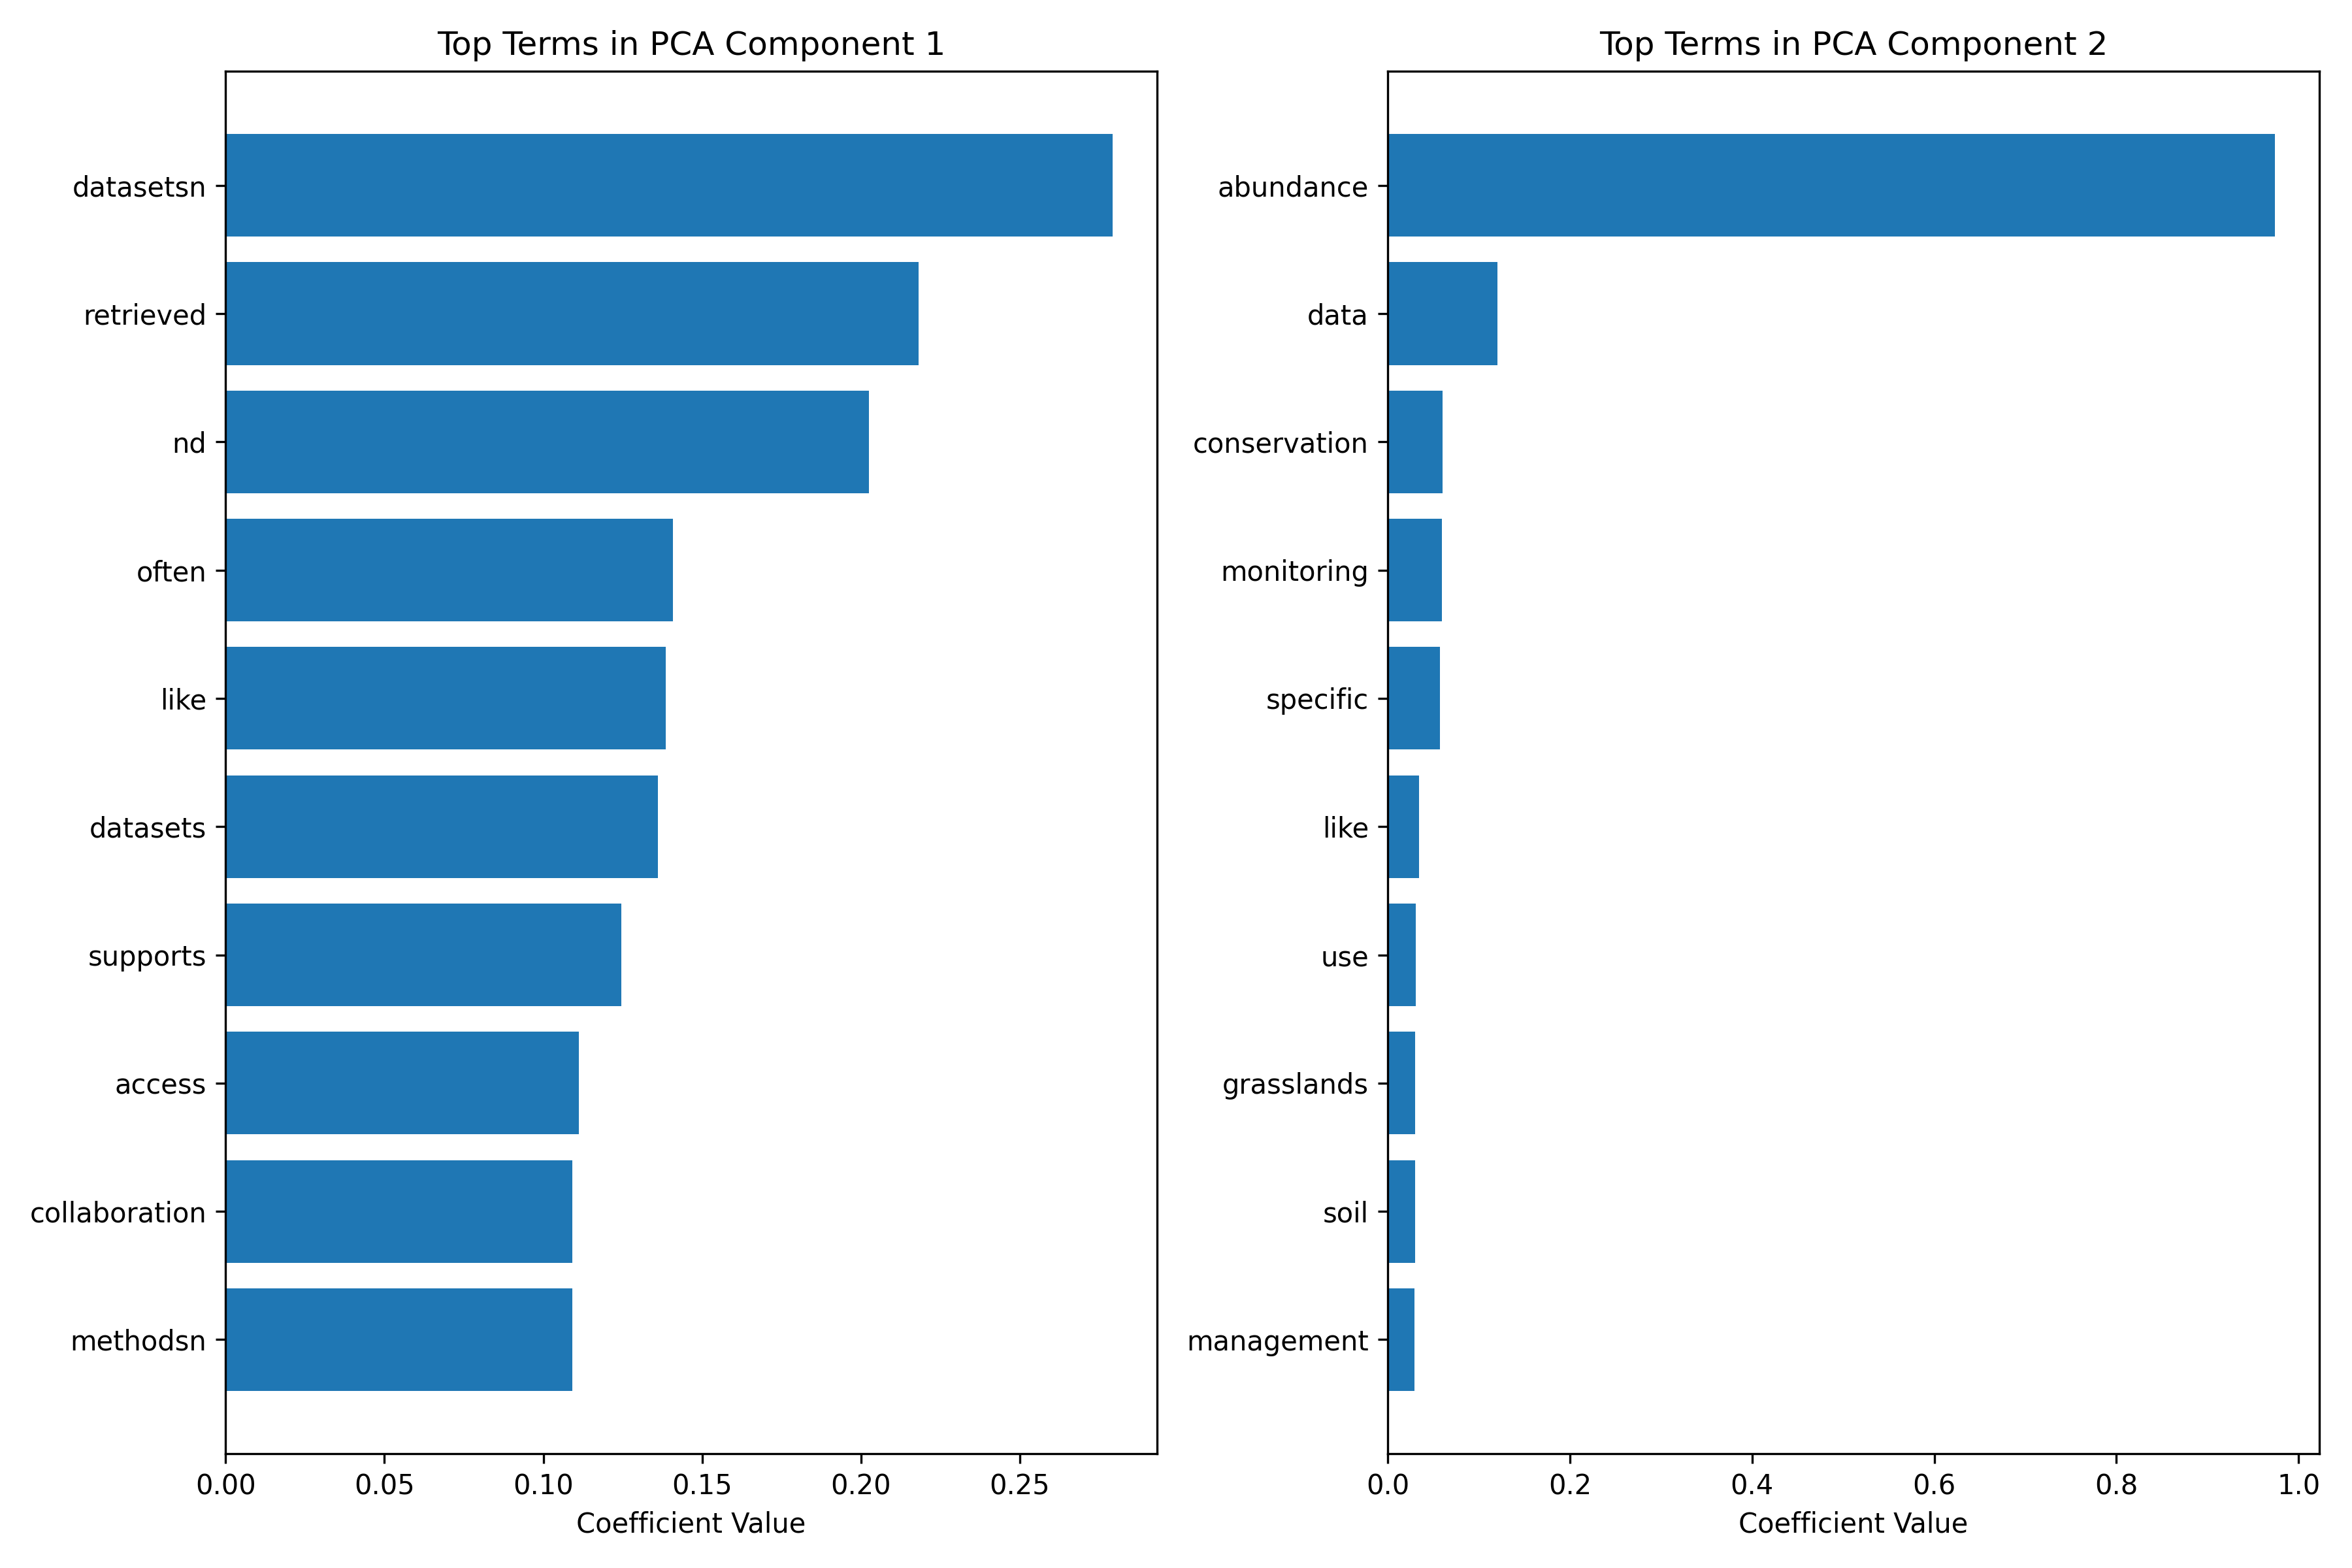 Top Terms in PCA Component 1
datasetsn
retrieved
nd
often
like
datasets
supports
access
collaboration
methodsn
0.00 0.05 0.10 0.15 0.20 0.25
Coefficient Value
Top Terms in PCA Component 2
abundance
data
conservation
monitoring
specific
like
use
grasslands
soil
management
0.0 0.2 0.4 0.6 0.8 1.0
Coefficient Value